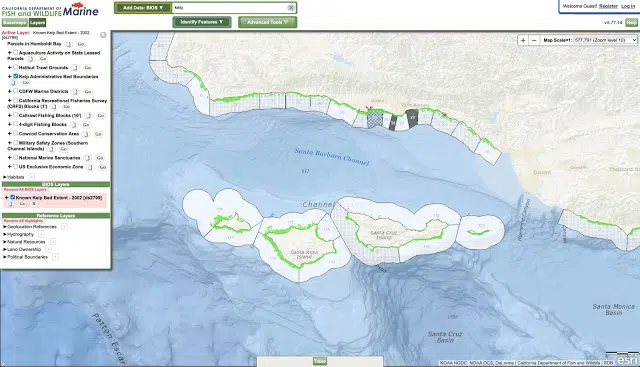 CALIFORNIA DEPARTMENT OF
FISH and WILDLIFE Marine
Basemaps Layers
Add Data: BIOS ▼
kelp
Identify Features ▼
Advanced Tools ▽
Welcome Guest! Register Log in
v5.77.14 Help
Map Scale=1: 577,791 (Zoom level 10)
Active Layer: Known Kelp Bed Extent - 2002
[ds3799]
Parcels in Humboldt Bay Go
Aquaculture Activity on State Leased
Parcels Go
Halibut Trawl Grounds Go
Kelp Administrative Bed Boundaries
Go
CDFW Marine Districts Go
California Recreational Fisheries Survey
(CRFS) Blocks (1') Go
Caltrawl Fishing Blocks (10') Go
4-digit Fishing Blocks Go
Cowcod Conservation Area Go
Military Safety Zones (Southern
Channel Islands) Go
National Marine Sanctuaries Go
US Exclusive Economic Zone Go
Habitats
BIOS Layers
Remove All BIOS Layers
Known Kelp Bed Extent - 2002 [ds3799]
Go X
Reference Layers
Remove All Highlights
Geolocation References
Hydrography
Natural Resources
Land Ownership
Political Boundaries
Santa Barbara Channel
Channel
Santa Rosa
Island
Santa Cruz
Island
Santa Monica
Basin
Santa Cruz
Basin
Patton Escar
Table
NOAA NGDC, NOAA OCS, DeLorme | California Department of Fish and Wildlife | BDB
esri